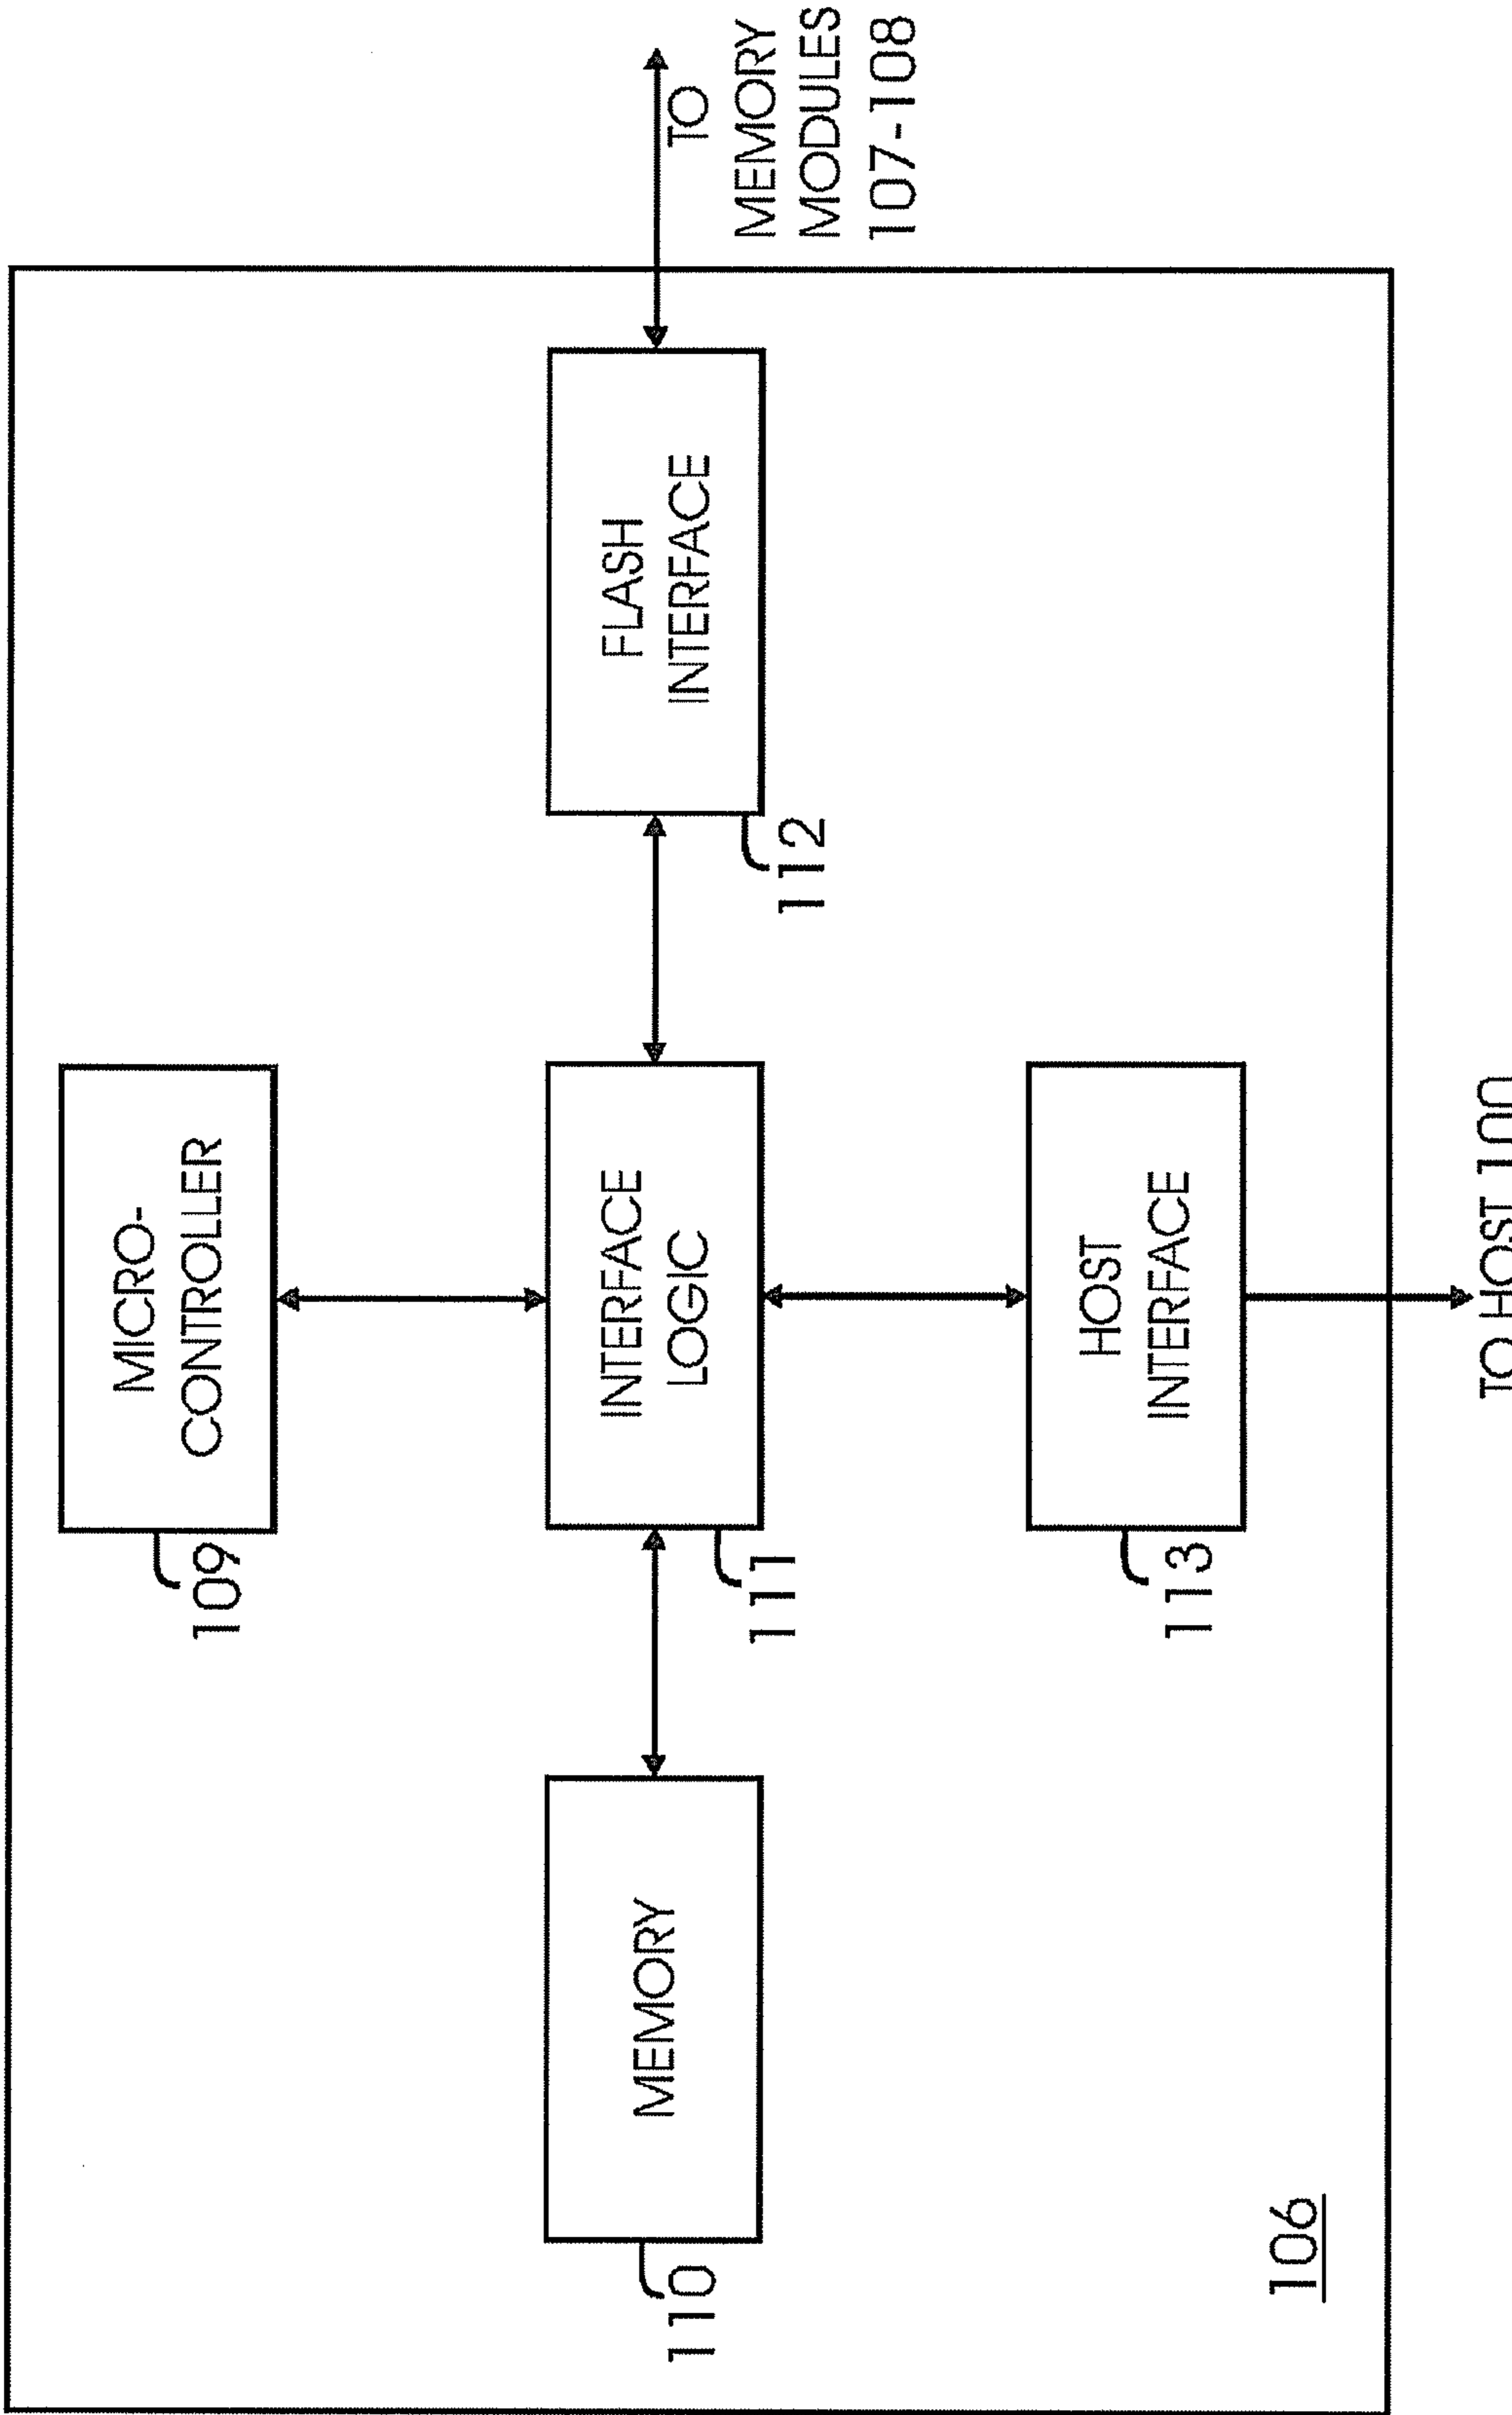 109
MICRO-
CONTROLLER
110
MEMORY
111
INTERFACE
LOGIC
112
FLASH
INTERFACE
TO
MEMORY
MODULES
107-108
113
HOST
INTERFACE
106
TO HOST 100